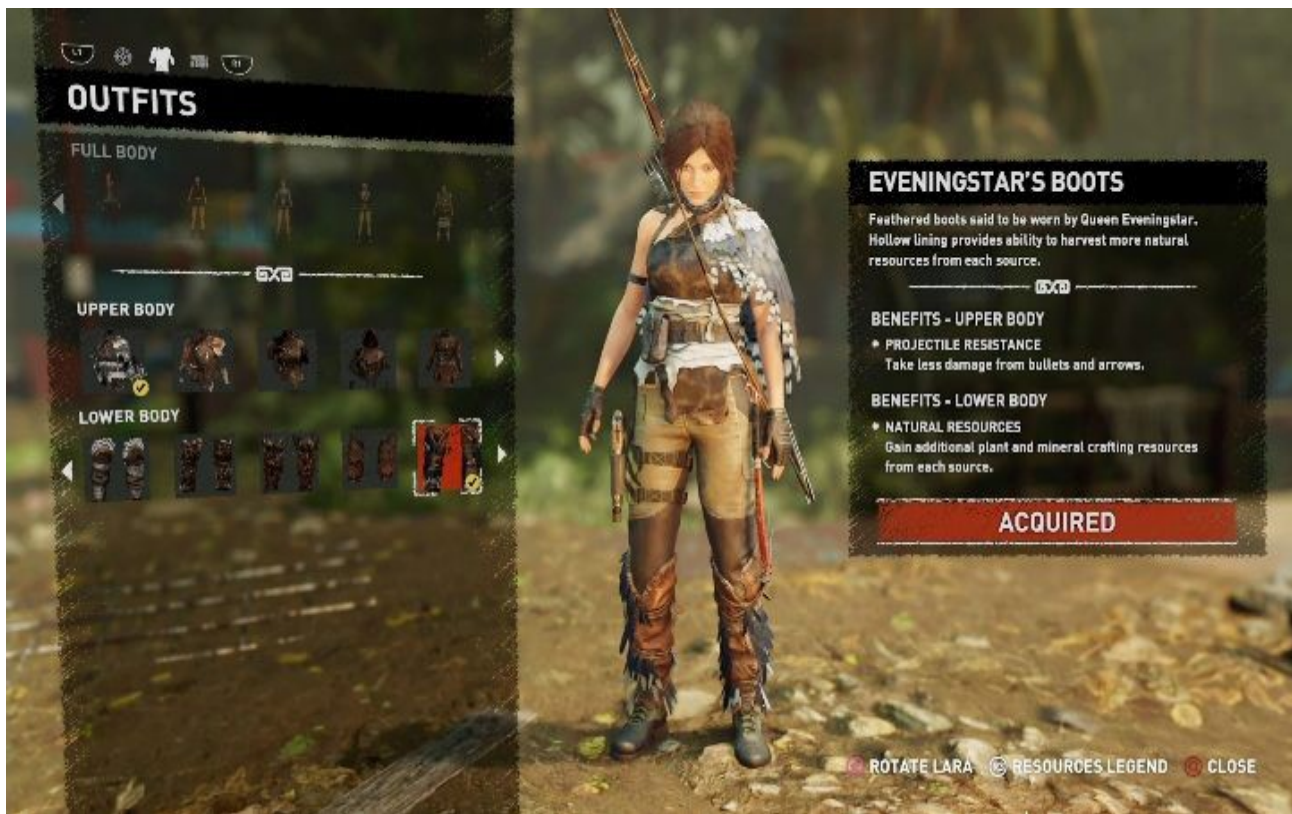 L1
R1
OUTFITS
FULL BODY
UPPER BODY
LOWER BODY
EVENINGSTAR'S BOOTS
Feathered boots said to be worn by Queen Eveningstar.
Hollow lining provides ability to harvest more natural
resources from each source.
BENEFITS - UPPER BODY
PROJECTILE RESISTANCE
Take less damage from bullets and arrows.
BENEFITS - LOWER BODY
NATURAL RESOURCES
Gain additional plant and mineral crafting resources
from each source.
ACQUIRED
ROTATE LARA RESOURCES LEGEND CLOSE